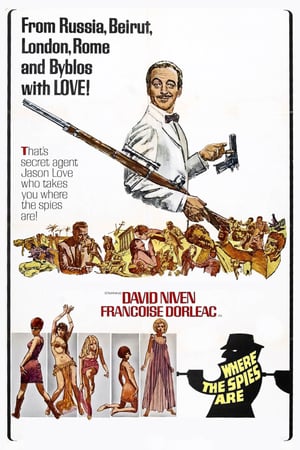 From Russia, Beirut,
London, Rome
and Byblos
with LOVE!
That's
secret agent
Jason Love
who takes
you where
the spies
are!
DAVID NIVEN
FRANCOISE DORLEAC
WHERE
THE SPIES
ARE